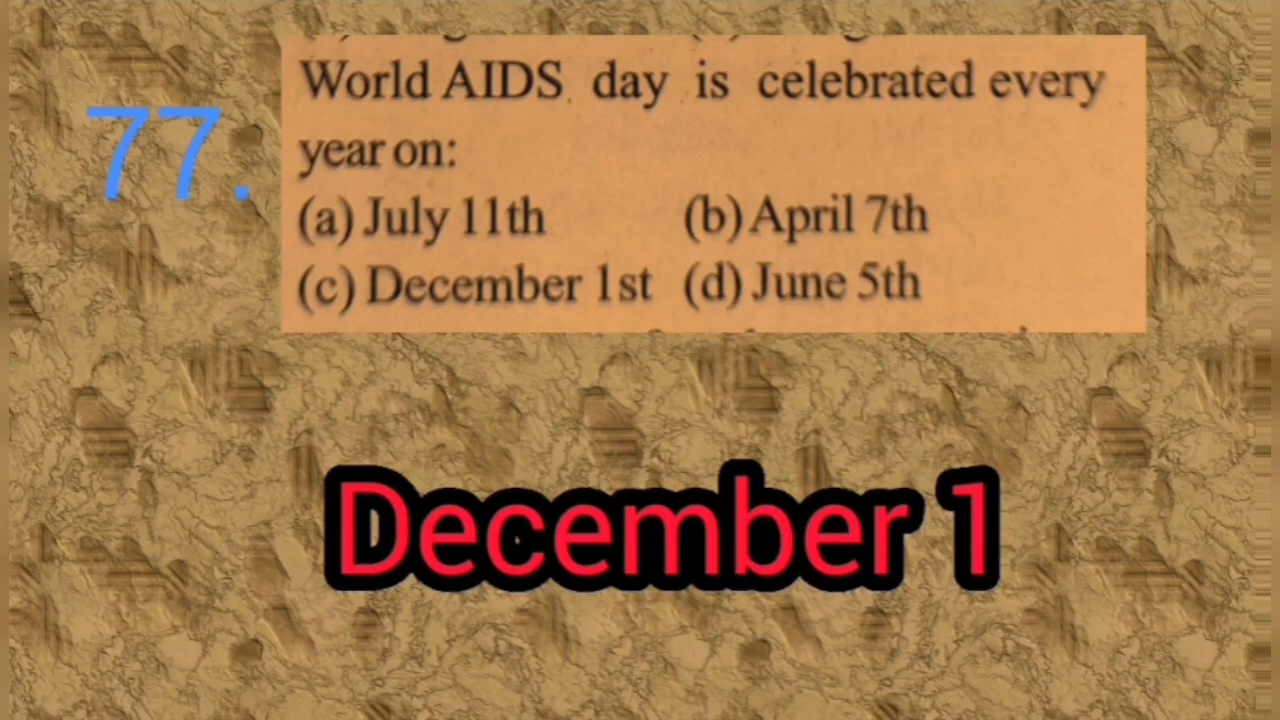 77.
World AIDS day is celebrated every
year on:
(a) July 11th (b) April 7th
(c) December 1st (d) June 5th
December 1